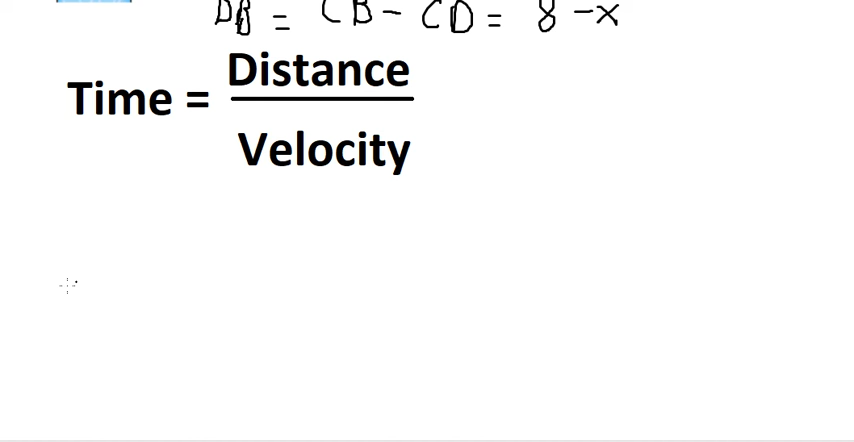 DB = CB - CD = 8 - x
Time = Distance
Velocity